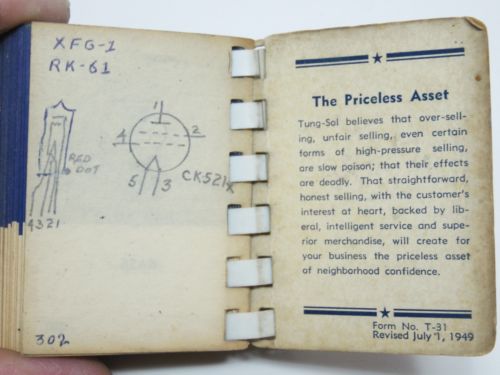 XFG-1
RK-61
RED
DOT
4321
1
4
2
5
3
CK521X
302
The Priceless Asset
Tung-Sol believes that over-sell-
ing, unfair selling, even certain
forms of high-pressure selling,
are slow poison; that their effects
are deadly. That straightforward,
honest selling, with the customer's
interest at heart, backed by lib-
eral, intelligent service and supe-
rior merchandise, will create for
your business the priceless asset
of neighborhood confidence.
Form No. T-31
Revised July 1, 1949